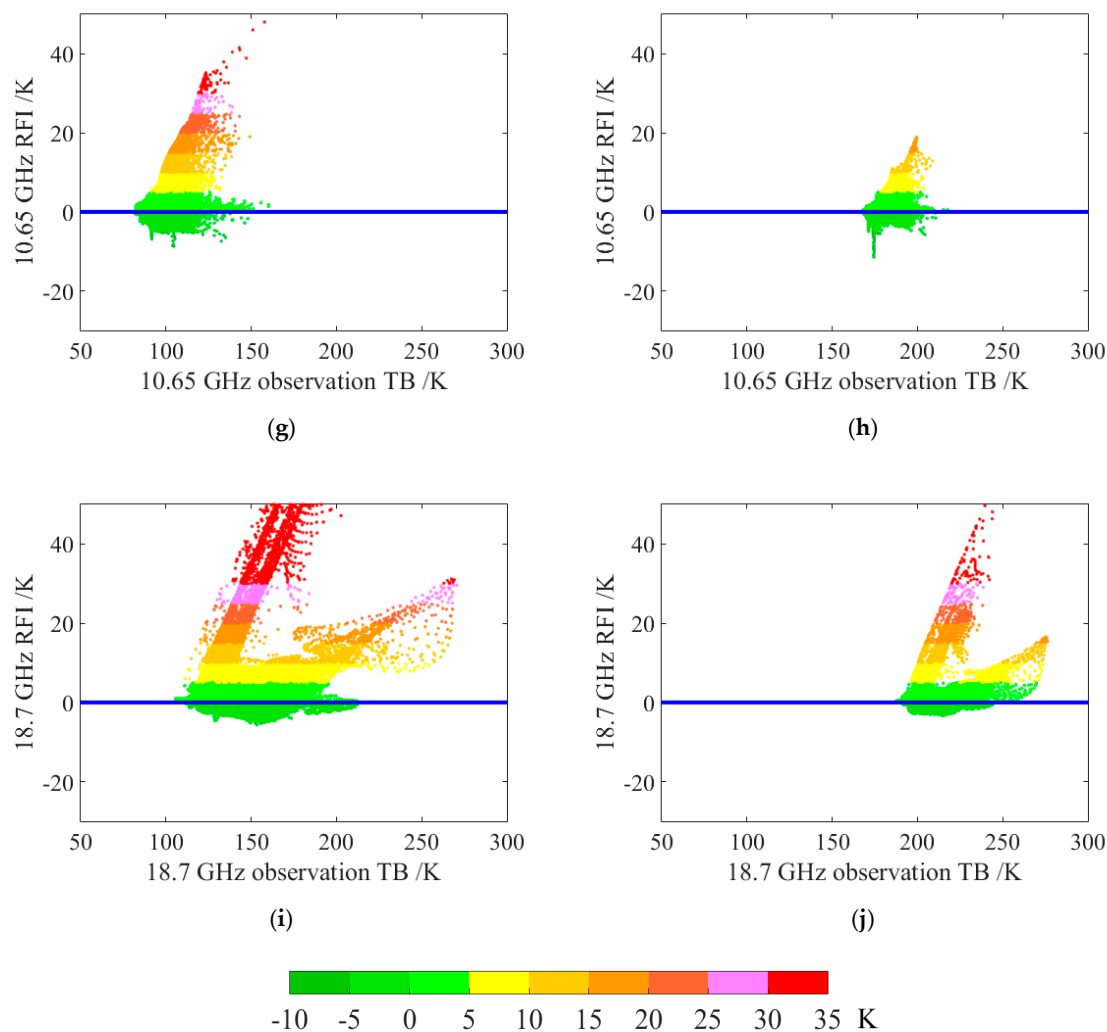 40
20
0
-20
10.65 GHz RFI /K
50 100 150 200 250 300
10.65 GHz observation TB /K
(g)
40
20
0
-20
10.65 GHz RFI /K
50 100 150 200 250 300
10.65 GHz observation TB /K
(h)
40
20
0
-20
18.7 GHz RFI /K
50 100 150 200 250 300
18.7 GHz observation TB /K
(i)
40
20
0
-20
18.7 GHz RFI /K
50 100 150 200 250 300
18.7 GHz observation TB /K
(j)
-10 -5 0 5 10 15 20 25 30 35 K